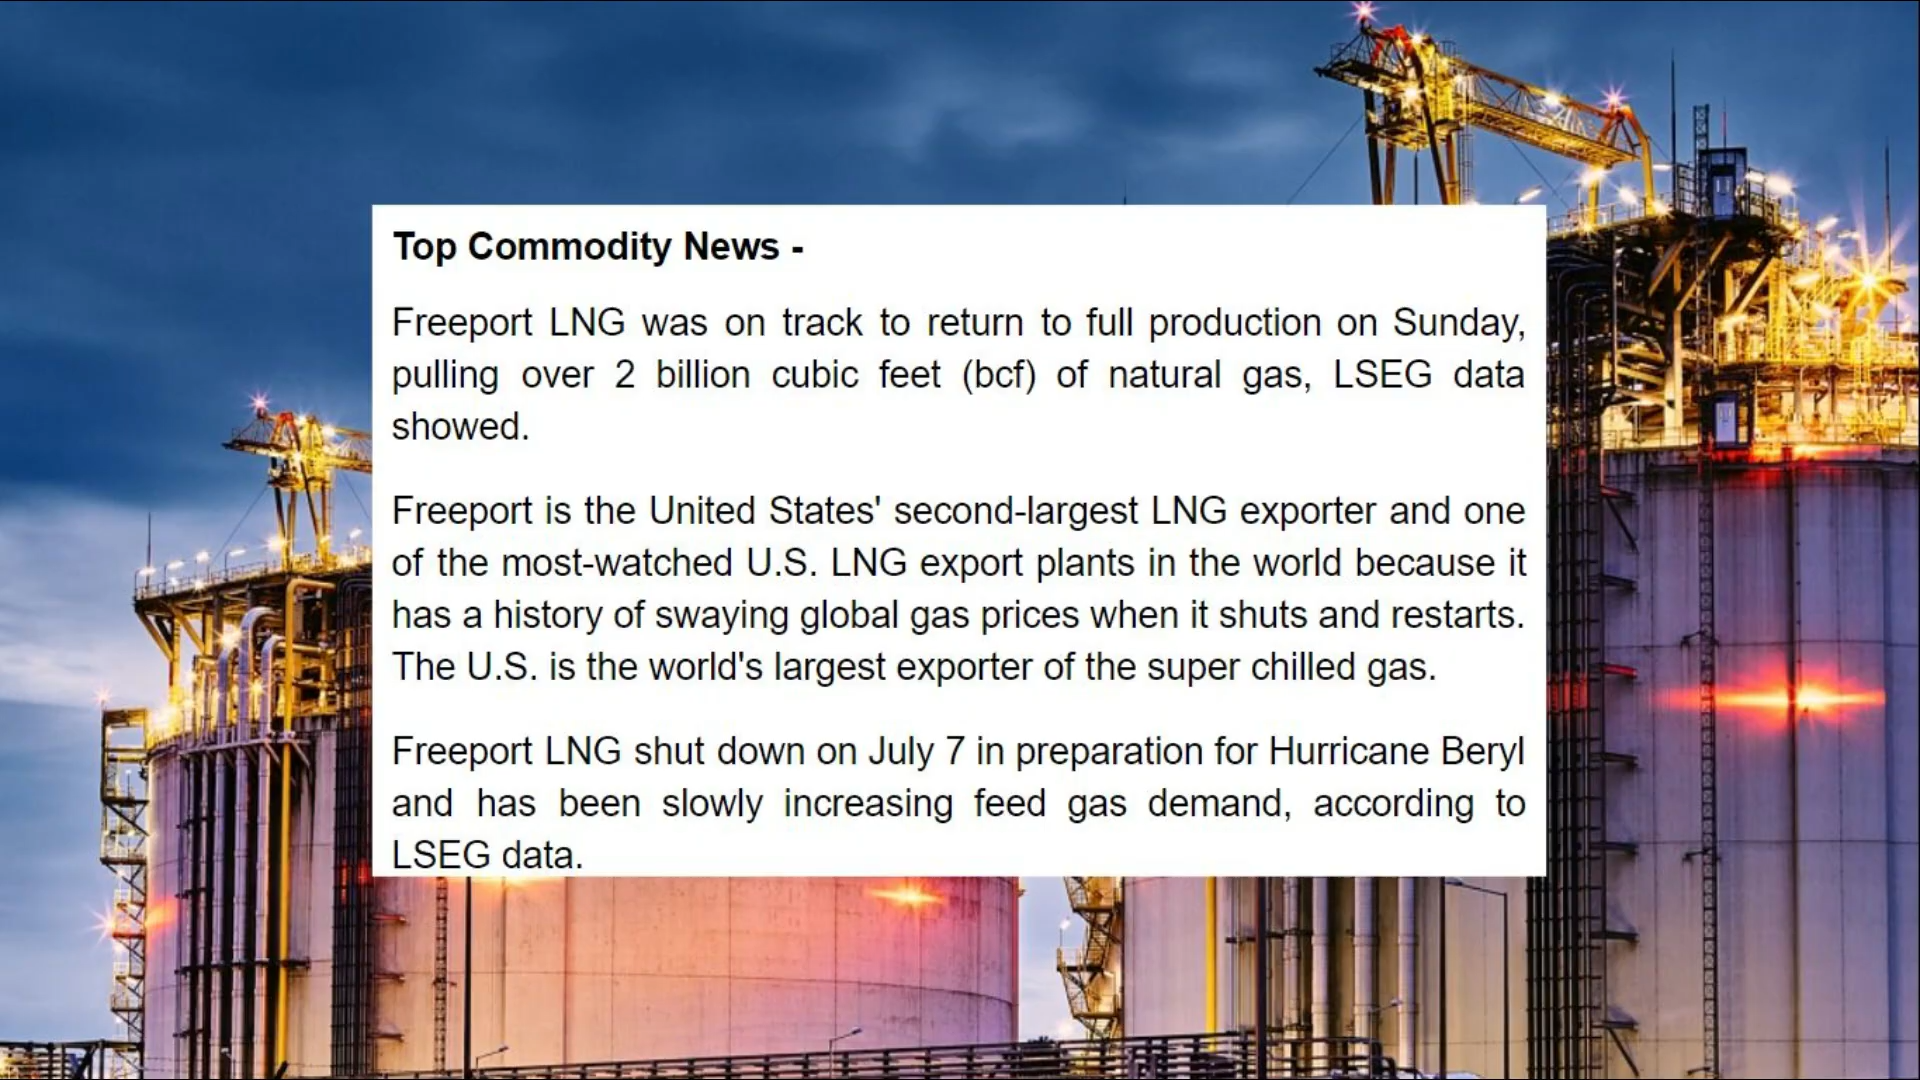 Top Commodity News -
Freeport LNG was on track to return to full production on Sunday,
pulling over 2 billion cubic feet (bcf) of natural gas, LSEG data
showed.
Freeport is the United States' second-largest LNG exporter and one
of the most-watched U.S. LNG export plants in the world because it
has a history of swaying global gas prices when it shuts and restarts.
The U.S. is the world's largest exporter of the super chilled gas.
Freeport LNG shut down on July 7 in preparation for Hurricane Beryl
and has been slowly increasing feed gas demand, according to
LSEG data.